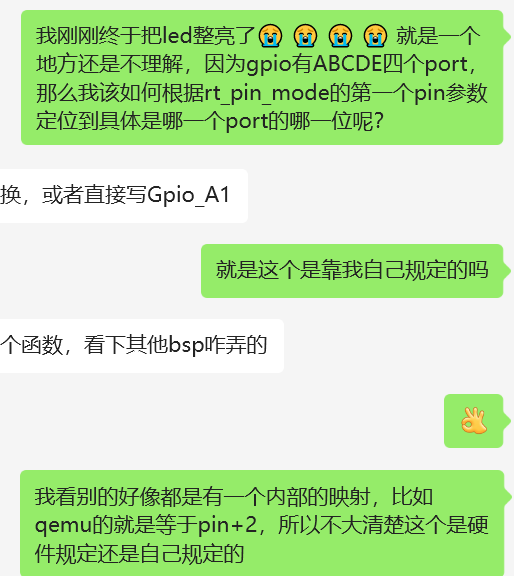 我刚刚终于把led整亮了😭 😭 😭 😭 就是一个
地方还是不理解，因为gpio有ABCDE四个port，
那么我该如何根据rt_pin_mode的第一个pin参数
定位到具体是哪一个port的哪一位呢？
换，或者直接写Gpio_A1
就是这个是靠我自己规定的吗
个函数，看下其他bsp咋弄的
👌
我看别的好像都是有一个内部的映射，比如
qemu的就是等于pin+2，所以不大清楚这个是硬
件规定还是自己规定的